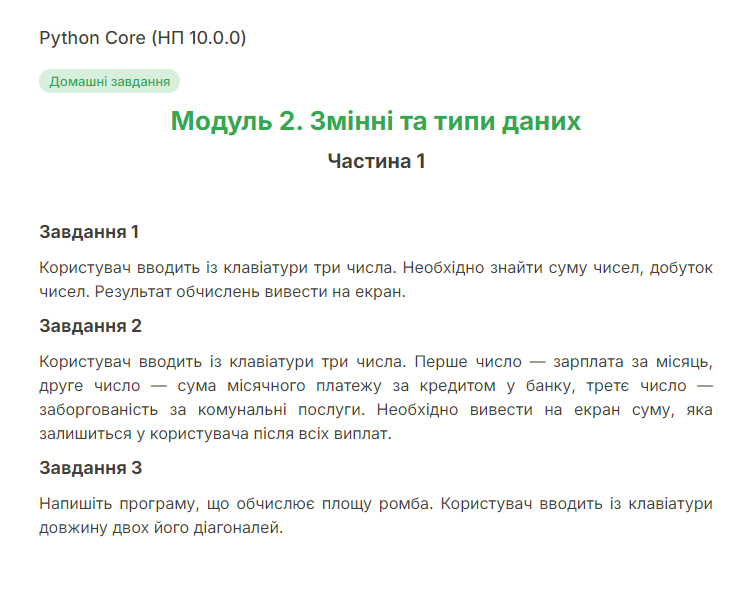 Python Core (НП 10.0.0)
Домашні завдання
Модуль 2. Змінні та типи даних
Частина 1
Завдання 1
Користувач вводить із клавіатури три числа. Необхідно знайти суму чисел, добуток
чисел. Результат обчислень вивести на екран.
Завдання 2
Користувач вводить із клавіатури три числа. Перше число — зарплата за місяць,
друге число — сума місячного платежу за кредитом у банку, третє число —
заборгованість за комунальні послуги. Необхідно вивести на екран суму, яка
залишиться у користувача після всіх виплат.
Завдання 3
Напишіть програму, що обчислює площу ромба. Користувач вводить із клавіатури
довжину двох його діагоналей.